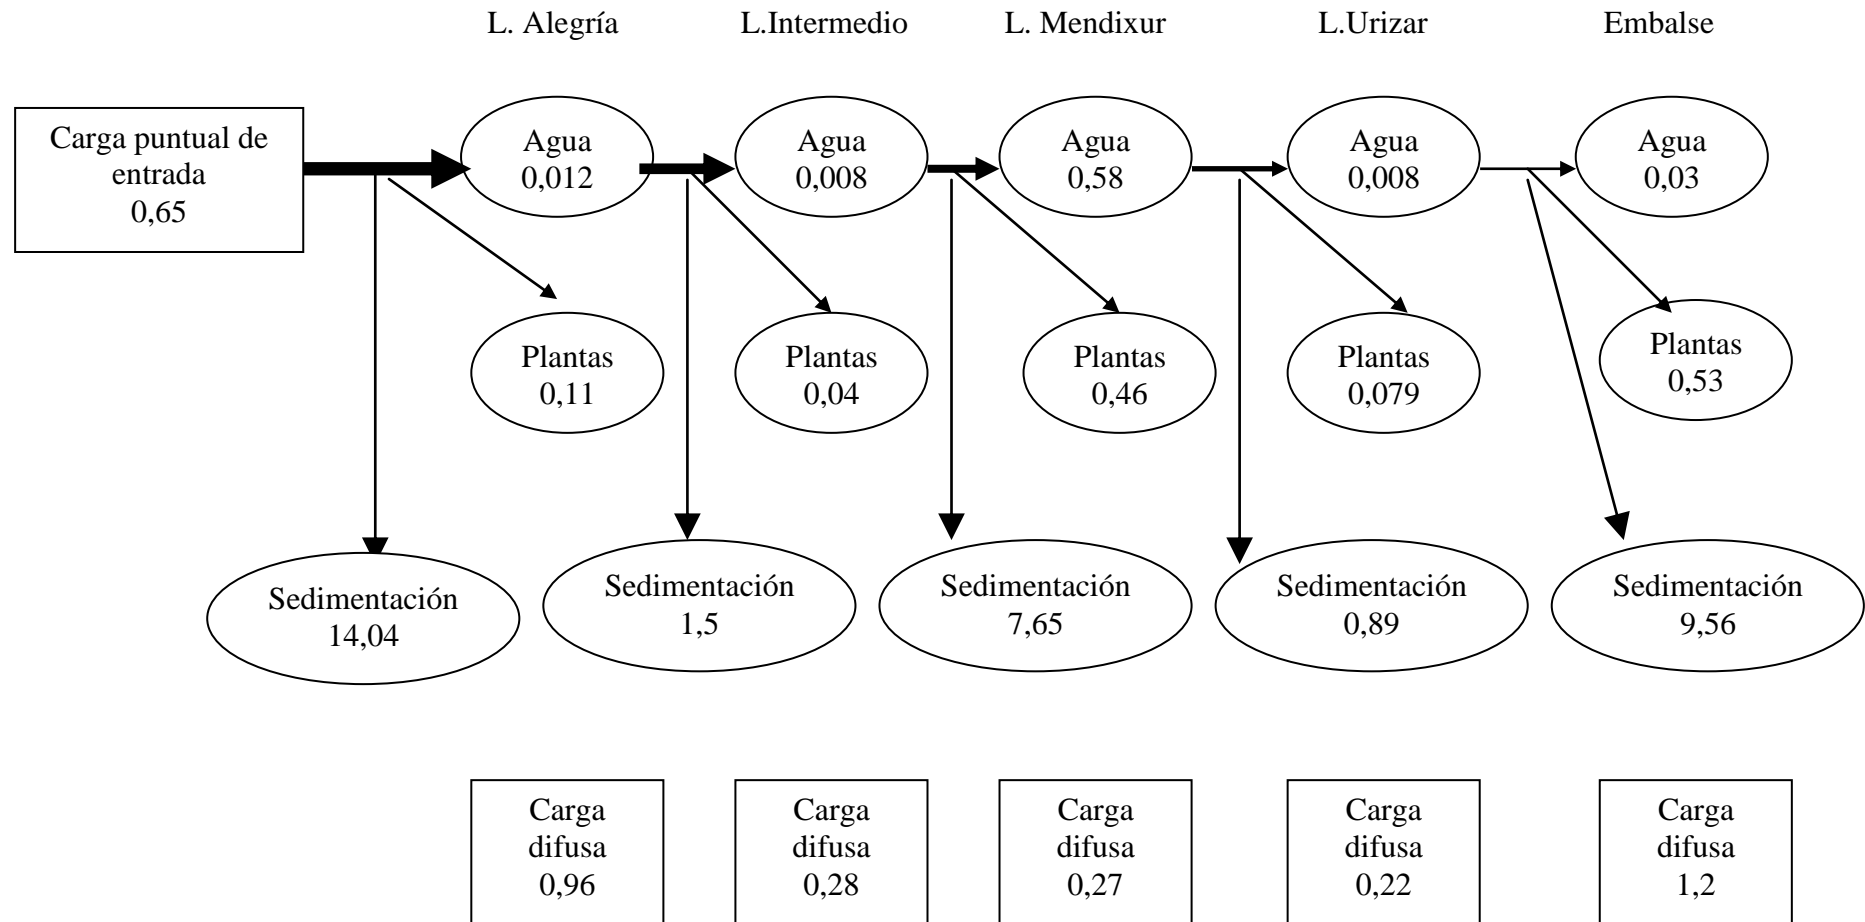 L. Alegría
L.Intermedio
L. Mendixur
L.Urizar
Embalse
Carga puntual de
entrada
0,65
Agua
0,012
Agua
0,008
Agua
0,58
Agua
0,008
Agua
0,03
Plantas
0,11
Plantas
0,04
Plantas
0,46
Plantas
0,079
Plantas
0,53
Sedimentación
14,04
Sedimentación
1,5
Sedimentación
7,65
Sedimentación
0,89
Sedimentación
9,56
Carga
difusa
0,96
Carga
difusa
0,28
Carga
difusa
0,27
Carga
difusa
0,22
Carga
difusa
1,2